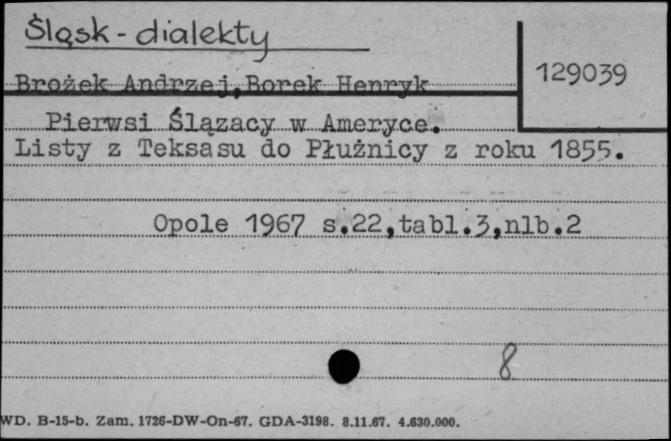 Śląsk - dialekty
129039
Brożek Andrzej,Borek Henryk
Pierwsi Ślązacy w Ameryce.
Listy z Teksasu do Płużnicy z roku 1855.
Opole 1967 s.22,tabl.3,nlb.2
8
WD. B-15-b. Zam. 1726-DW-On-67. GDA-3198. 8.11.67. 4.630.000.